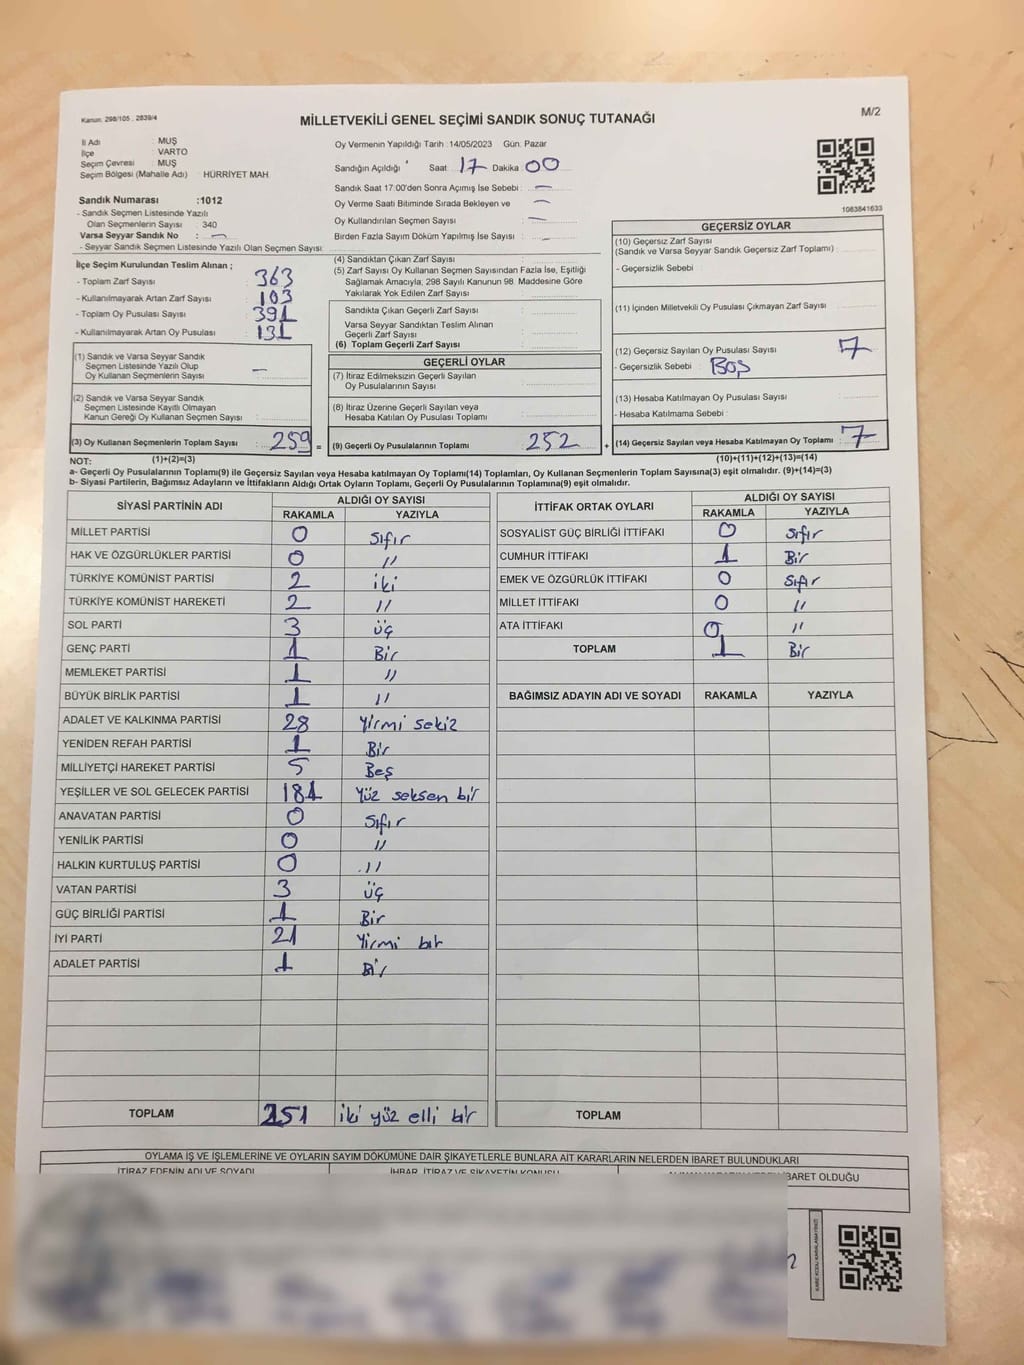 Kanun: 298/105 , 2839/4
M/2
MİLLETVEKİLİ GENEL SEÇİMİ SANDIK SONUÇ TUTANAĞI
İl Adı : MUŞ
İlçe : VARTO
Seçim Çevresi : MUŞ
Seçim Bölgesi (Mahalle Adı) : HÜRRİYET MAH.
Sandık Numarası :1012
- Sandık Seçmen Listesinde Yazılı
Olan Seçmenlerin Sayısı : 340
Varsa Seyyar Sandık No : —
- Seyyar Sandık Seçmen Listesinde Yazılı Olan Seçmen Sayısı:
Oy Vermenin Yapıldığı Tarih :14/05/2023 Gün: Pazar
Sandığın Açıldığı Saat: 17 Dakika 00
Sandık Saat 17:00'den Sonra Açımış İse Sebebi : —
Oy Verme Saati Bitiminde Sırada Bekleyen ve : —
Oy Kullandırılan Seçmen Sayısı : —
Birden Fazla Sayım Döküm Yapılmış İse Sayısı : —
1083841633
İlçe Seçim Kurulundan Teslim Alınan ;
- Toplam Zarf Sayısı : 363
- Kullanılmayarak Artan Zarf Sayısı : 103
- Toplam Oy Pusulası Sayısı : 391
- Kullanılmayarak Artan Oy Pusulası : 131
(1) Sandık ve Varsa Seyyar Sandık
Seçmen Listesinde Yazılı Olup
Oy Kullanan Seçmenlerin Sayısı : —
(2) Sandık ve Varsa Seyyar Sandık
Seçmen Listesinde Kayıtlı Olmayan
Kanun Gereği Oy Kullanan Seçmen Sayısı :
(3) Oy Kullanan Seçmenlerin Toplam Sayısı : 259 =
(4) Sandıktan Çıkan Zarf Sayısı :
(5) Zarf Sayısı Oy Kullanan Seçmen Sayısından Fazla İse, Eşitliği
Sağlamak Amacıyla, 298 Sayılı Kanunun 98. Maddesine Göre
Yakılarak Yok Edilen Zarf Sayısı :
Sandıkta Çıkan Geçerli Zarf Sayısı :
Varsa Seyyar Sandıktan Teslim Alınan
Geçerli Zarf Sayısı :
(6) Toplam Geçerli Zarf Sayısı :
GEÇERLİ OYLAR
(7) İtiraz Edilmeksizin Geçerli Sayılan
Oy Pusulalarının Sayısı :
(8) İtiraz Üzerine Geçerli Sayılan veya
Hesaba Katılan Oy Pusulası Toplamı :
(9) Geçerli Oy Pusulalarının Toplamı : 252 +
GEÇERSİZ OYLAR
(10) Geçersiz Zarf Sayısı
(Sandık ve Varsa Seyyar Sandık Geçersiz Zarf Toplamı) :
- Geçersizlik Sebebi :
(11) İçinden Milletvekili Oy Pusulası Çıkmayan Zarf Sayısı :
(12) Geçersiz Sayılan Oy Pusulası Sayısı : 7
- Geçersizlik Sebebi : Boş
(13) Hesaba Katılmayan Oy Pusulası Sayısı :
- Hesaba Katılmama Sebebi :
(14) Geçersiz Sayılan veya Hesaba Katılmayan Oy Toplamı : 7
NOT: (1)+(2)=(3)
(10)+(11)+(12)+(13)=(14)
a- Geçerli Oy Pusulalarının Toplamı(9) ile Geçersiz Sayılan veya Hesaba Katılmayan Oy Toplamı(14) Toplamları, Oy Kullanan Seçmenlerin Toplam Sayısına(3) eşit olmalıdır. (9)+(14)=(3)
b- Siyasi Partilerin, Bağımsız Adayların ve İttifakların Aldığı Ortak Oyların Toplamı, Geçerli Oy Pusulalarının Toplamına(9) eşit olmalıdır.
SİYASİ PARTİNİN ADI ALDIĞI OY SAYISI
RAKAMLA YAZIYLA
MİLLET PARTİSİ 0 Sıfır
HAK VE ÖZGÜRLÜKLER PARTİSİ 0 //
TÜRKİYE KOMÜNİST PARTİSİ 2 iki
TÜRKİYE KOMÜNİST HAREKETİ 2 //
SOL PARTİ 3 üç
GENÇ PARTİ 1 Bir
MEMLEKET PARTİSİ 1 //
BÜYÜK BİRLİK PARTİSİ 1 //
ADALET VE KALKINMA PARTİSİ 28 Yirmi sekiz
YENİDEN REFAH PARTİSİ 1 Bir
MİLLİYETÇİ HAREKET PARTİSİ 5 Beş
YEŞİLLER VE SOL GELECEK PARTİSİ 181 Yüz seksen bir
ANAVATAN PARTİSİ 0 Sıfır
YENİLİK PARTİSİ 0 //
HALKIN KURTULUŞ PARTİSİ 0 //
VATAN PARTİSİ 3 üç
GÜÇ BİRLİĞİ PARTİSİ 1 Bir
İYİ PARTİ 21 Yirmi bir
ADALET PARTİSİ 1 Bir
TOPLAM 251 iki yüz elli bir
İTTİFAK ORTAK OYLARI ALDIĞI OY SAYISI
RAKAMLA YAZIYLA
SOSYALİST GÜÇ BİRLİĞİ İTTİFAKI 0 Sıfır
CUMHUR İTTİFAKI 1 Bir
EMEK VE ÖZGÜRLÜK İTTİFAKI 0 Sıfır
MİLLET İTTİFAKI 0 //
ATA İTTİFAKI 0 //
TOPLAM 1 Bir
BAĞIMSIZ ADAYIN ADI VE SOYADI RAKAMLA YAZIYLA
TOPLAM
OYLAMA İŞ VE İŞLEMLERİNE VE OYLARIN SAYIM DÖKÜMÜNE DAİR ŞİKAYETLERLE BUNLARA AİT KARARLARIN NELERDEN İBARET BULUNDUKLARI
İTİRAZ EDENİN ADI VE SOYADI İHBAR, İTİRAZ VE ŞİKAYETİN KONUSU İBARET OLDUĞU